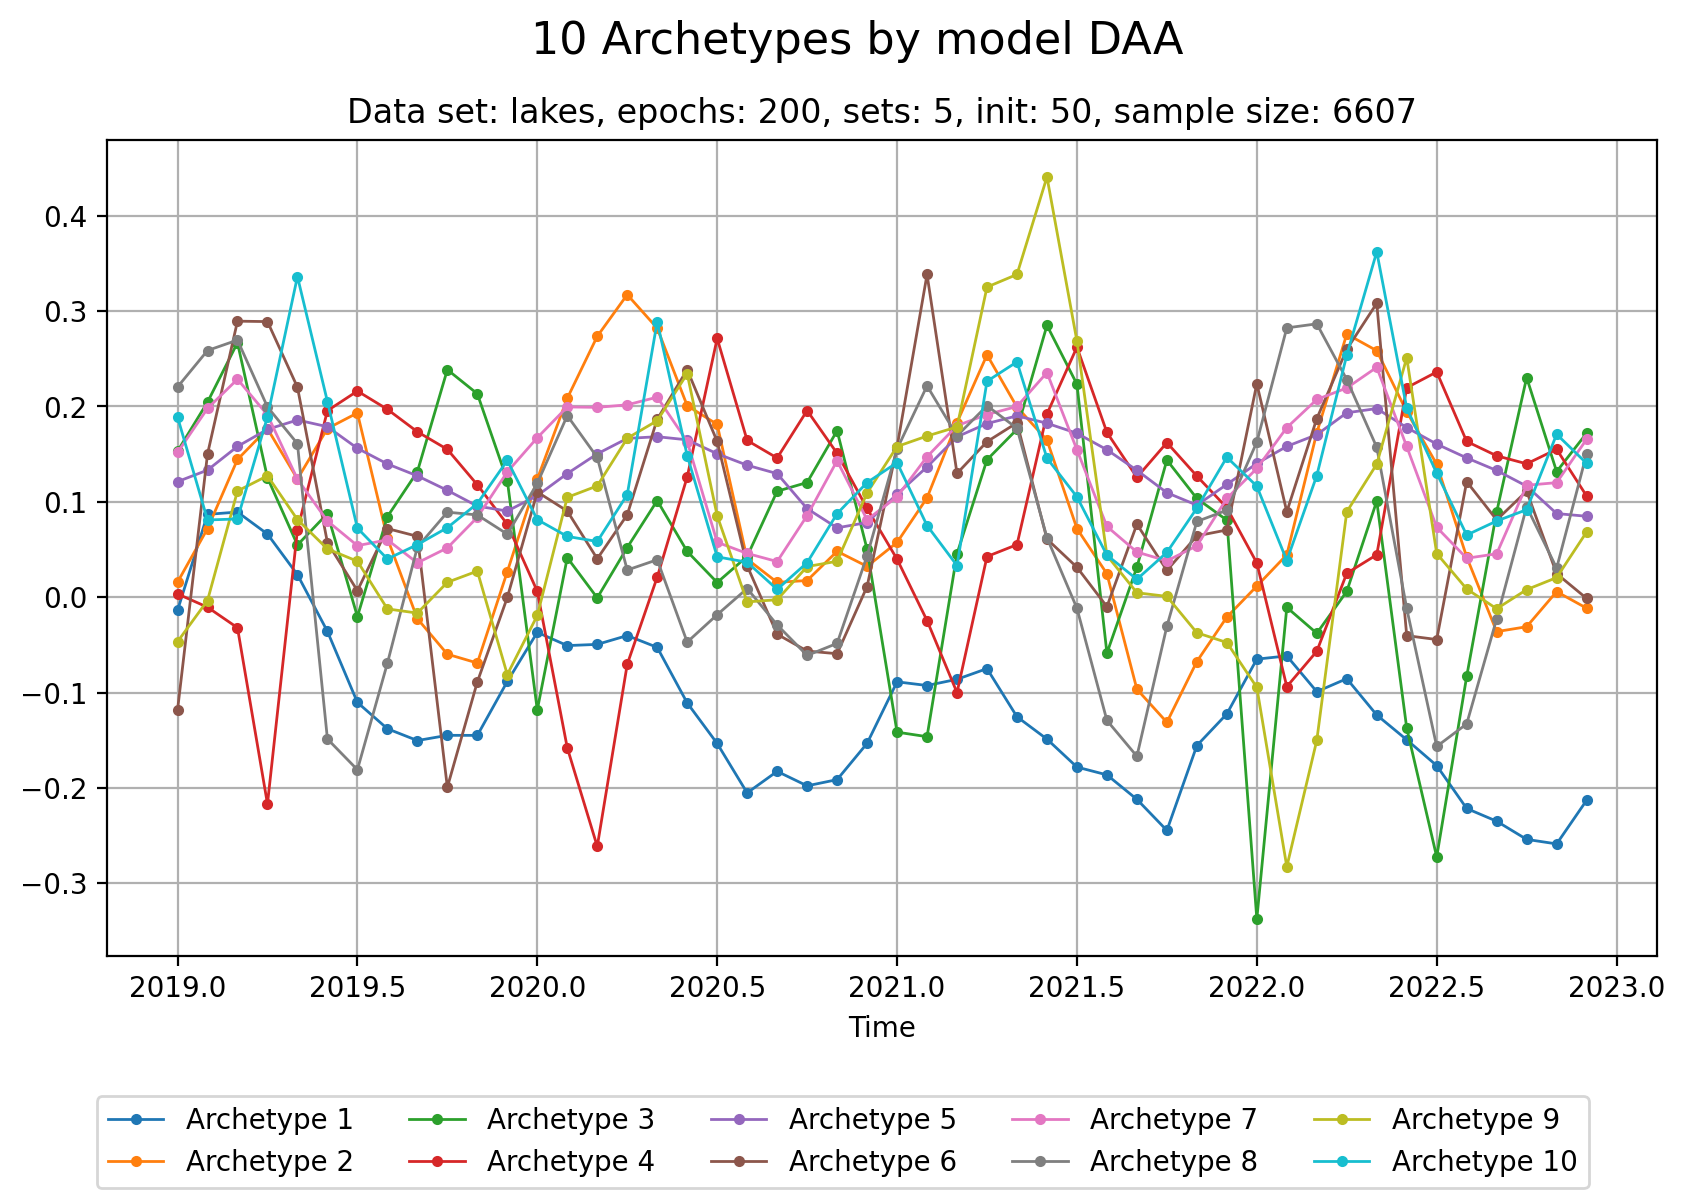 10 Archetypes by model DAA
Data set: lakes, epochs: 200, sets: 5, init: 50, sample size: 6607
0.4
0.3
0.2
0.1
0.0
−0.1
−0.2
−0.3
2019.0 2019.5 2020.0 2020.5 2021.0 2021.5 2022.0 2022.5 2023.0
Time
Archetype 1 Archetype 3 Archetype 5 Archetype 7 Archetype 9
Archetype 2 Archetype 4 Archetype 6 Archetype 8 Archetype 10